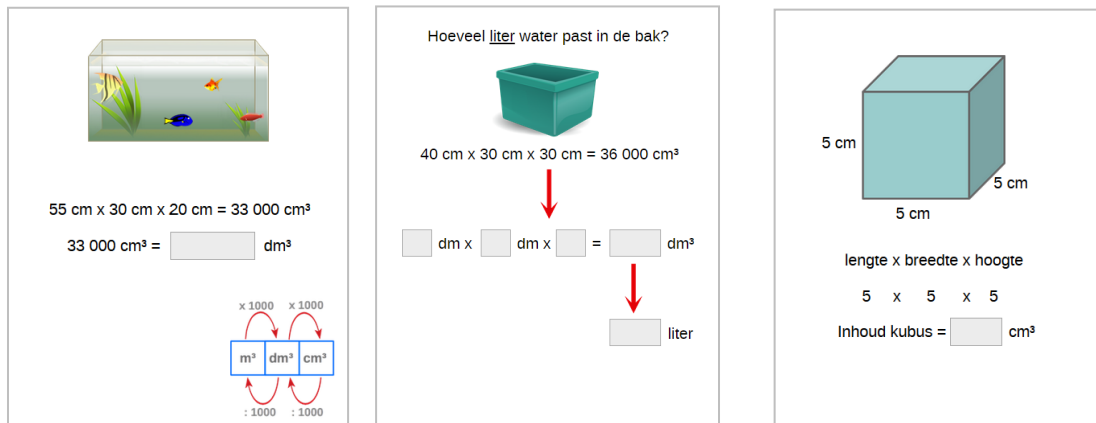 55 cm x 30 cm x 20 cm = 33 000 cm³
33 000 cm³ = dm³
x 1000 x 1000
m³ dm³ cm³
: 1000 : 1000
Hoeveel liter water past in de bak?
40 cm x 30 cm x 30 cm = 36 000 cm³
dm x dm x = dm³
liter
5 cm
5 cm
5 cm
lengte x breedte x hoogte
5 x 5 x 5
Inhoud kubus = cm³